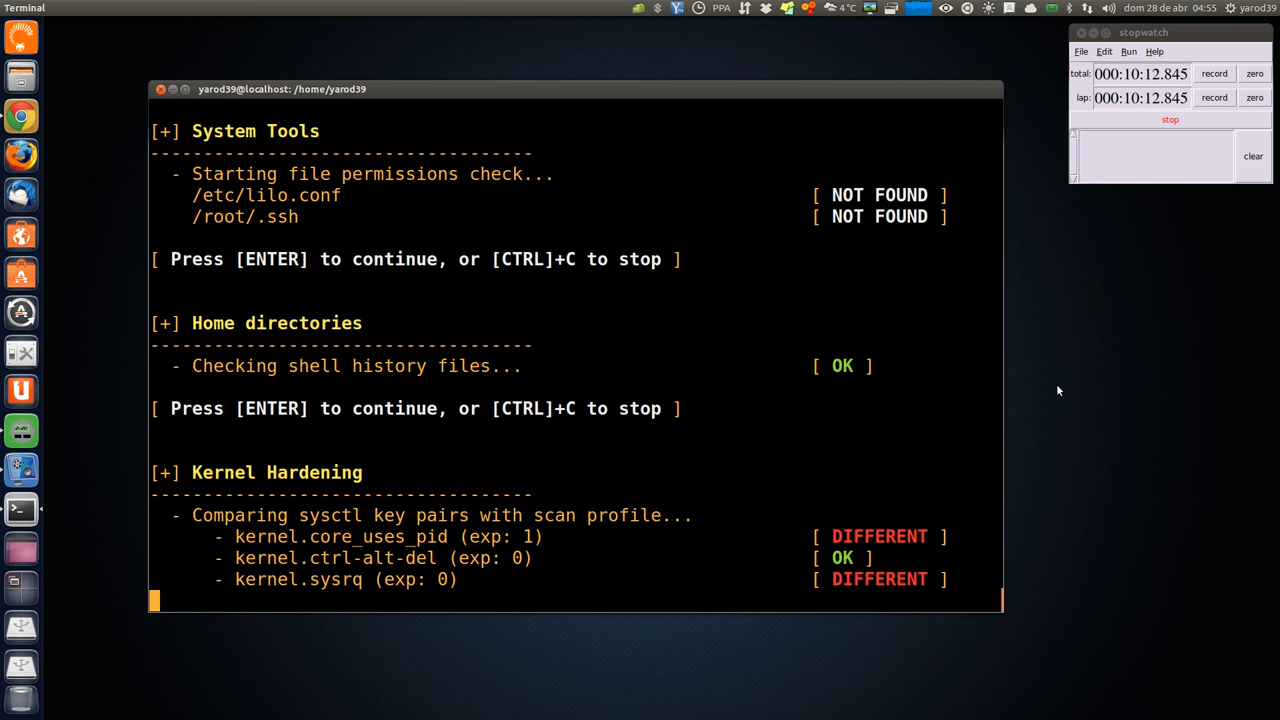 Terminal
PPA
4 °C
dom 28 de abr
04:55
yarod39
yarod39@localhost: /home/yarod39
[+] System Tools
------------------------------------
- Starting file permissions check...
/etc/lilo.conf [ NOT FOUND ]
/root/.ssh [ NOT FOUND ]
[ Press [ENTER] to continue, or [CTRL]+C to stop ]
[+] Home directories
------------------------------------
- Checking shell history files... [ OK ]
[ Press [ENTER] to continue, or [CTRL]+C to stop ]
[+] Kernel Hardening
------------------------------------
- Comparing sysctl key pairs with scan profile...
- kernel.core_uses_pid (exp: 1) [ DIFFERENT ]
- kernel.ctrl-alt-del (exp: 0) [ OK ]
- kernel.sysrq (exp: 0) [ DIFFERENT ]
stopwatch
File Edit Run Help
total: 000:10:12.845 record zero
lap: 000:10:12.845 record zero
stop
clear